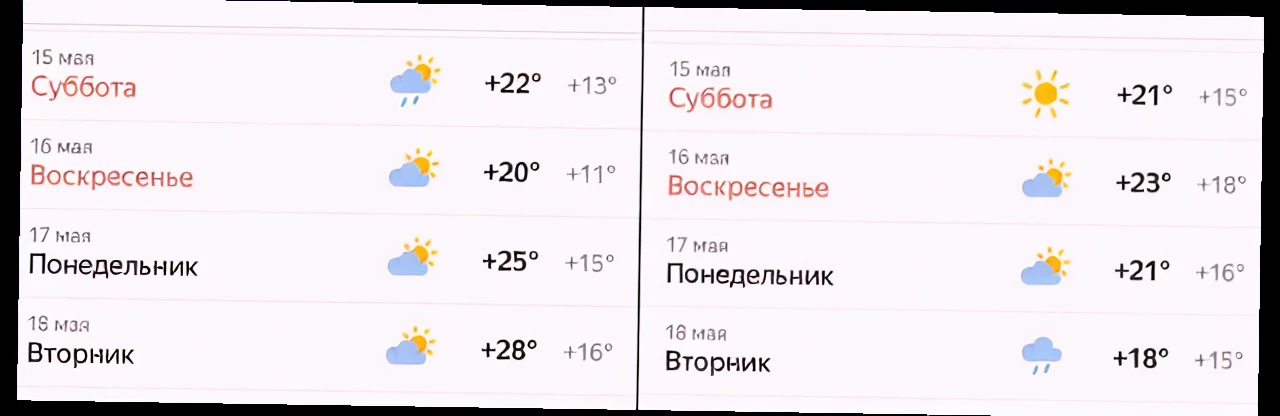 15 мая
Суббота
+22° +13°
16 мая
Воскресенье
+20° +11°
17 мая
Понедельник
+25° +15°
18 мая
Вторник
+28° +16°
15 мая
Суббота
+21° +15°
16 мая
Воскресенье
+23° +18°
17 мая
Понедельник
+21° +16°
18 мая
Вторник
+18° +15°